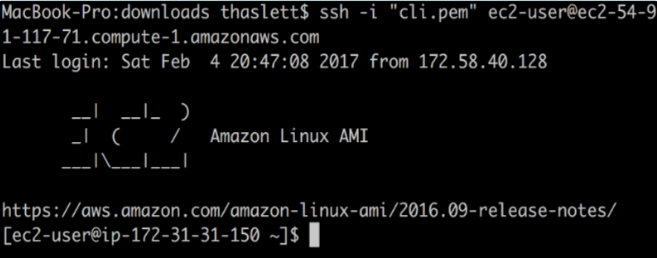 MacBook-Pro:downloads thaslett$ ssh -i "cli.pem" ec2-user@ec2-54-9
1-117-71.compute-1.amazonaws.com
Last login: Sat Feb  4 20:47:08 2017 from 172.58.40.128
       __|  __|_  )
       _|  (     /   Amazon Linux AMI
      ___|\___|___|
https://aws.amazon.com/amazon-linux-ami/2016.09-release-notes/
[ec2-user@ip-172-31-31-150 ~]$